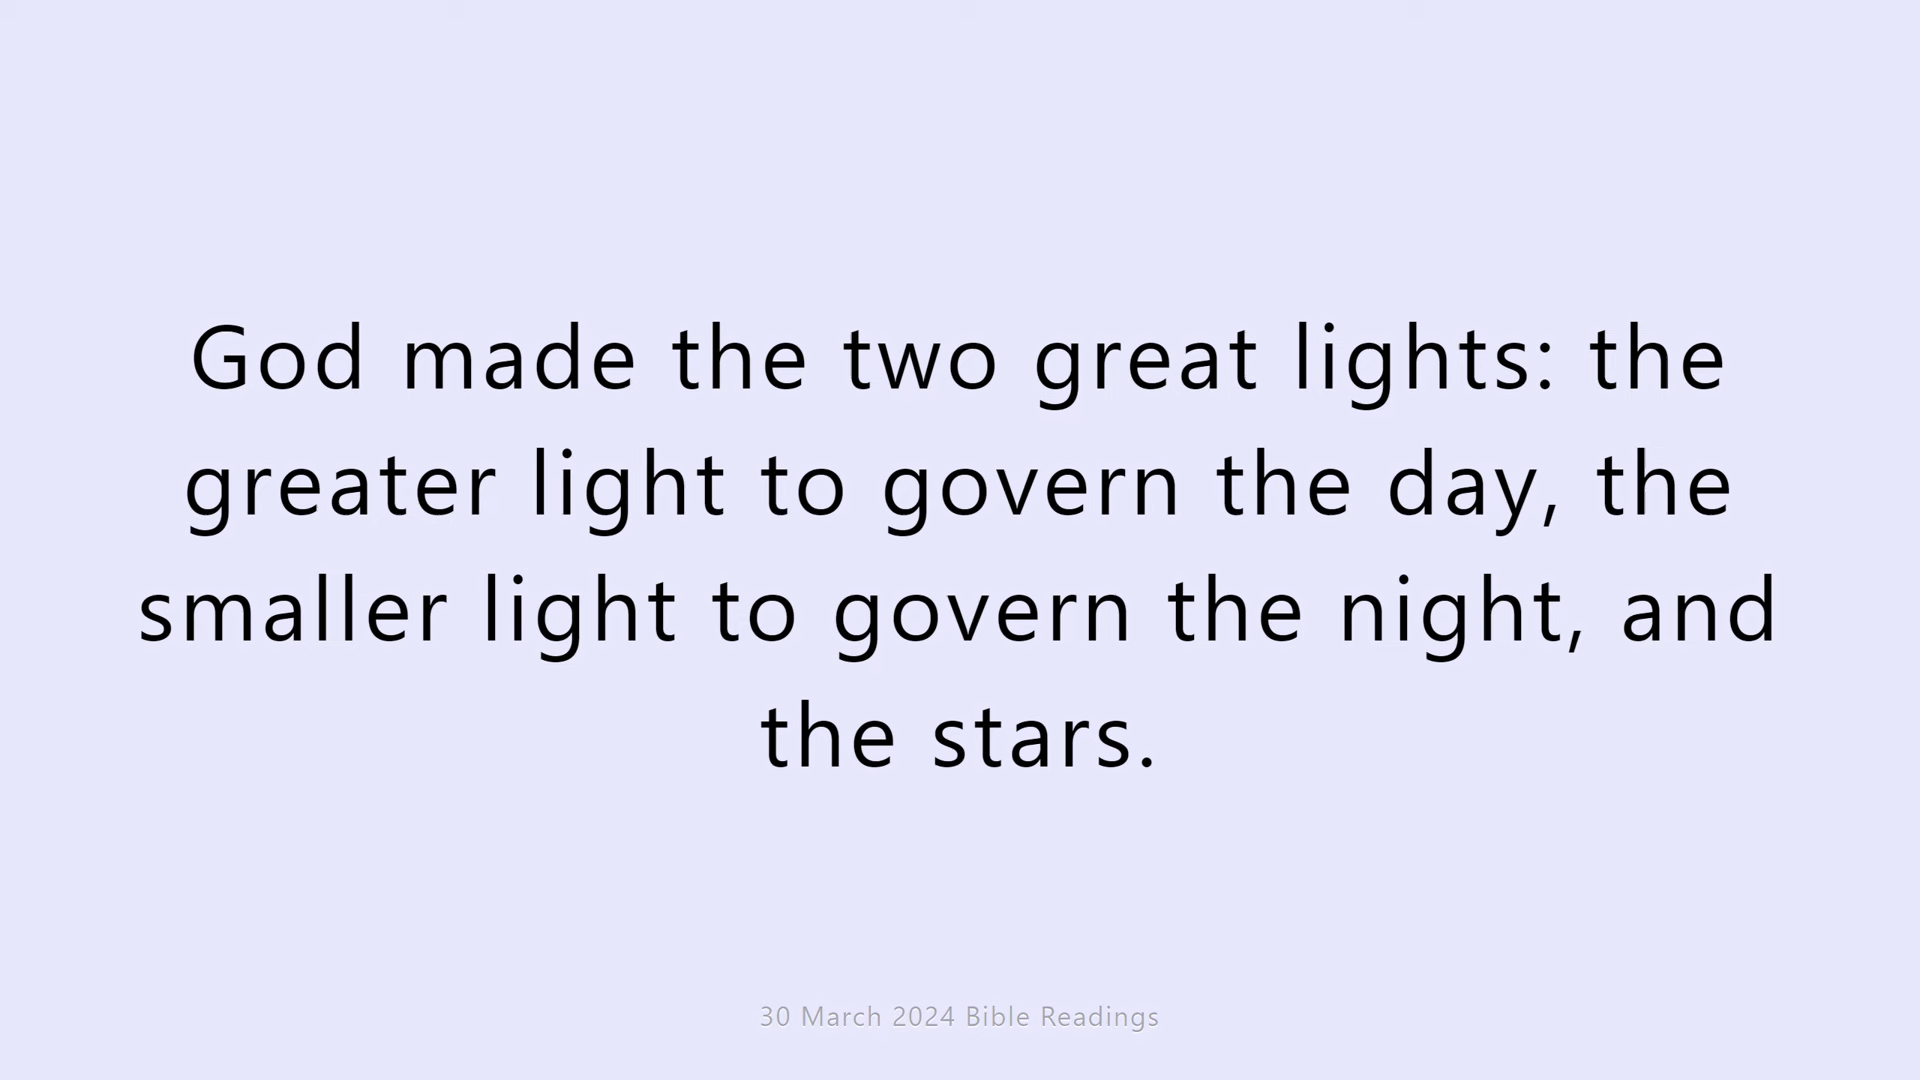 God made the two great lights: the
greater light to govern the day, the
smaller light to govern the night, and
the stars.
30 March 2024 Bible Readings